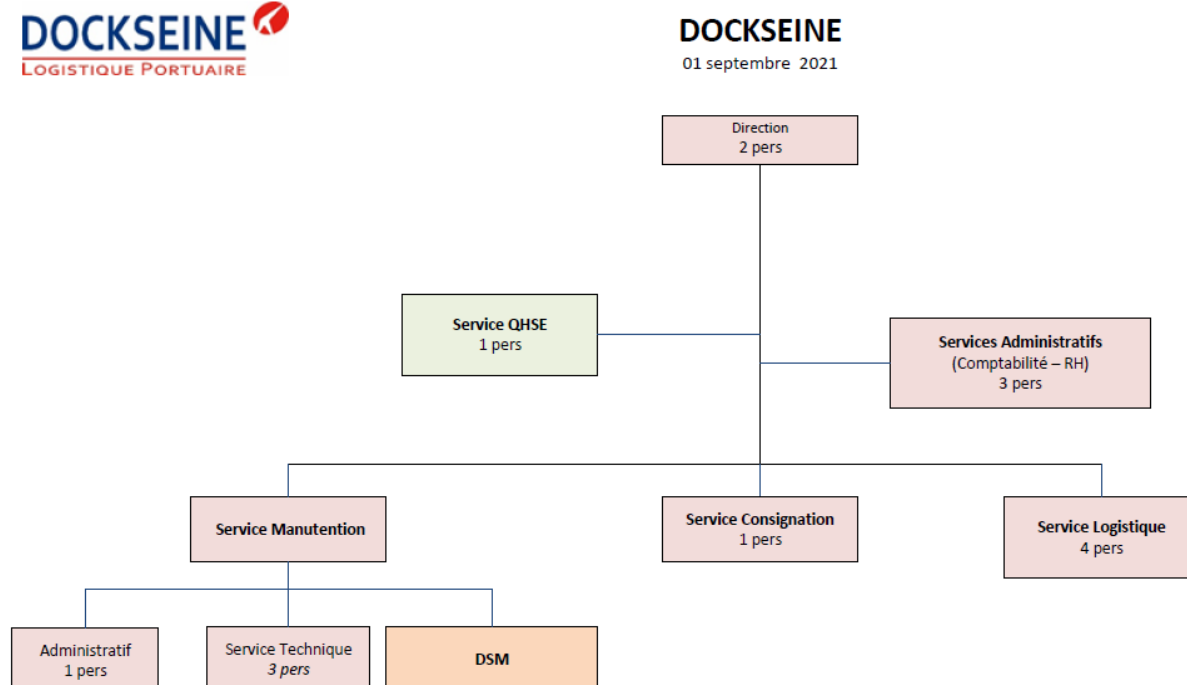 DOCKSEINE
LOGISTIQUE PORTUAIRE
DOCKSEINE
01 septembre 2021
Direction
2 pers
Service QHSE
1 pers
Services Administratifs
(Comptabilité – RH)
3 pers
Service Manutention
Service Consignation
1 pers
Service Logistique
4 pers
Administratif
1 pers
Service Technique
3 pers
DSM